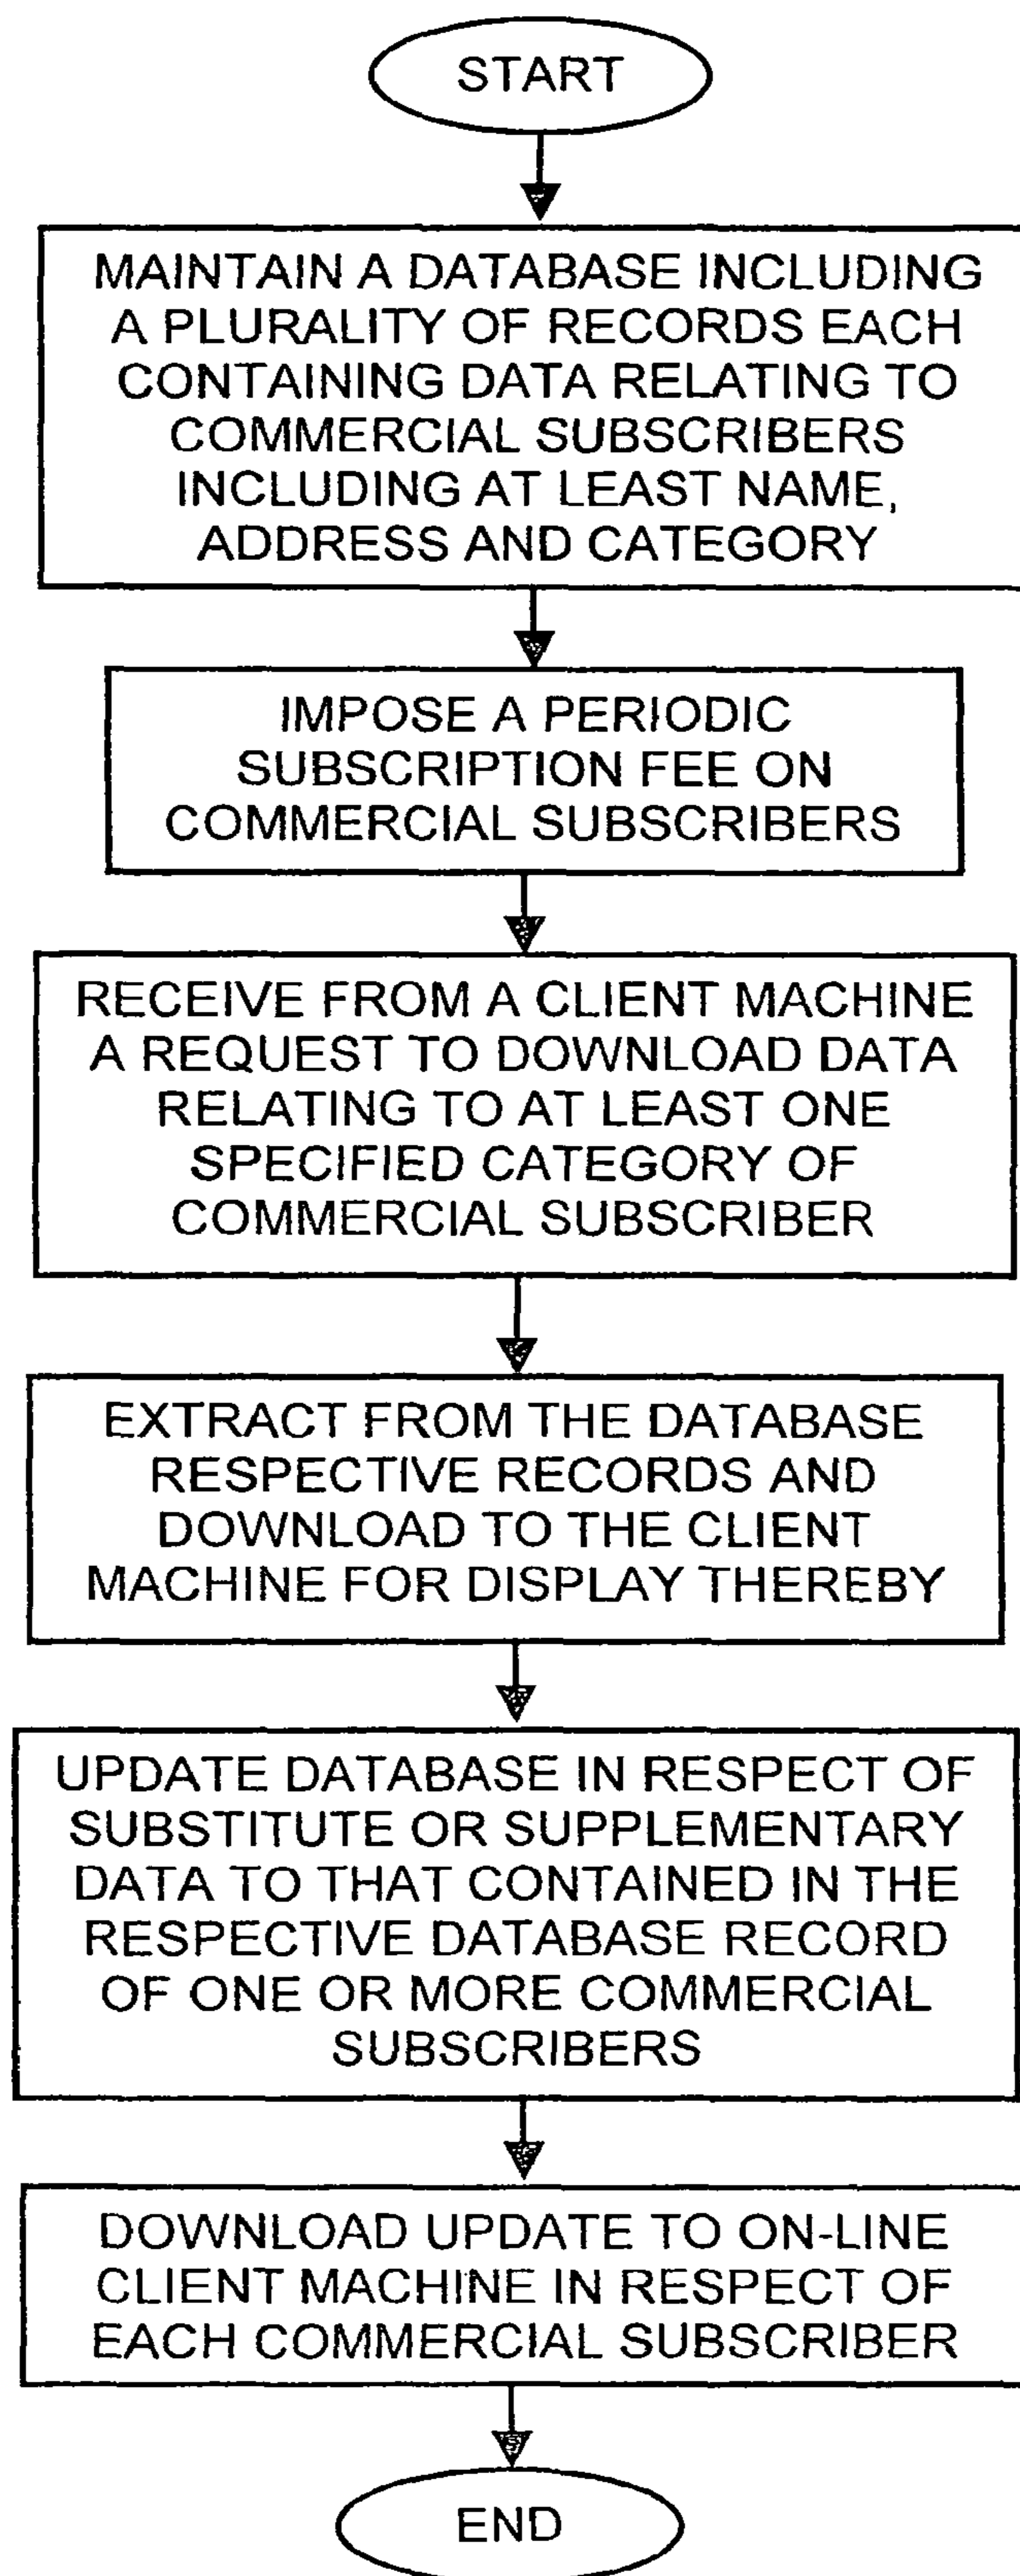 START
MAINTAIN A DATABASE INCLUDING
A PLURALITY OF RECORDS EACH
CONTAINING DATA RELATING TO
COMMERCIAL SUBSCRIBERS
INCLUDING AT LEAST NAME,
ADDRESS AND CATEGORY
IMPOSE A PERIODIC
SUBSCRIPTION FEE ON
COMMERCIAL SUBSCRIBERS
RECEIVE FROM A CLIENT MACHINE
A REQUEST TO DOWNLOAD DATA
RELATING TO AT LEAST ONE
SPECIFIED CATEGORY OF
COMMERCIAL SUBSCRIBER
EXTRACT FROM THE DATABASE
RESPECTIVE RECORDS AND
DOWNLOAD TO THE CLIENT
MACHINE FOR DISPLAY THEREBY
UPDATE DATABASE IN RESPECT OF
SUBSTITUTE OR SUPPLEMENTARY
DATA TO THAT CONTAINED IN THE
RESPECTIVE DATABASE RECORD
OF ONE OR MORE COMMERCIAL
SUBSCRIBERS
DOWNLOAD UPDATE TO ON-LINE
CLIENT MACHINE IN RESPECT OF
EACH COMMERCIAL SUBSCRIBER
END